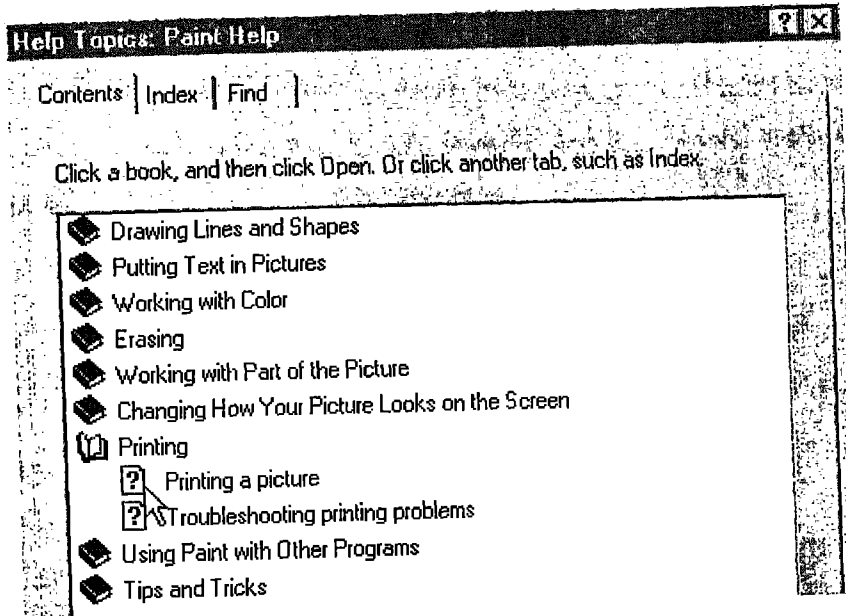 Help Topics: Paint Help
Contents Index Find
Click a book, and then click Open. Or click another tab, such as Index.
Drawing Lines and Shapes
Putting Text in Pictures
Working with Color
Erasing
Working with Part of the Picture
Changing How Your Picture Looks on the Screen
Printing
? Printing a picture
? Troubleshooting printing problems
Using Paint with Other Programs
Tips and Tricks